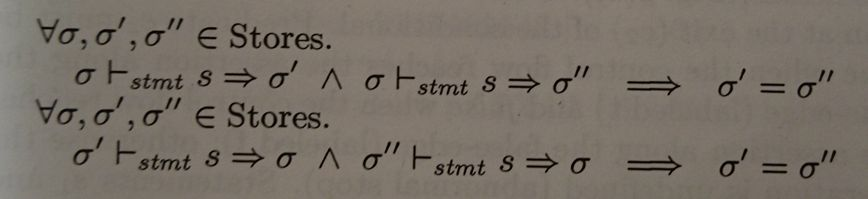 ∀σ, σ′, σ″ ∈ Stores.
σ ⊢stmt s ⇒ σ′ ∧ σ ⊢stmt s ⇒ σ″ ⟹ σ′ = σ″
∀σ, σ′, σ″ ∈ Stores.
σ′ ⊢stmt s ⇒ σ ∧ σ″ ⊢stmt s ⇒ σ ⟹ σ′ = σ″